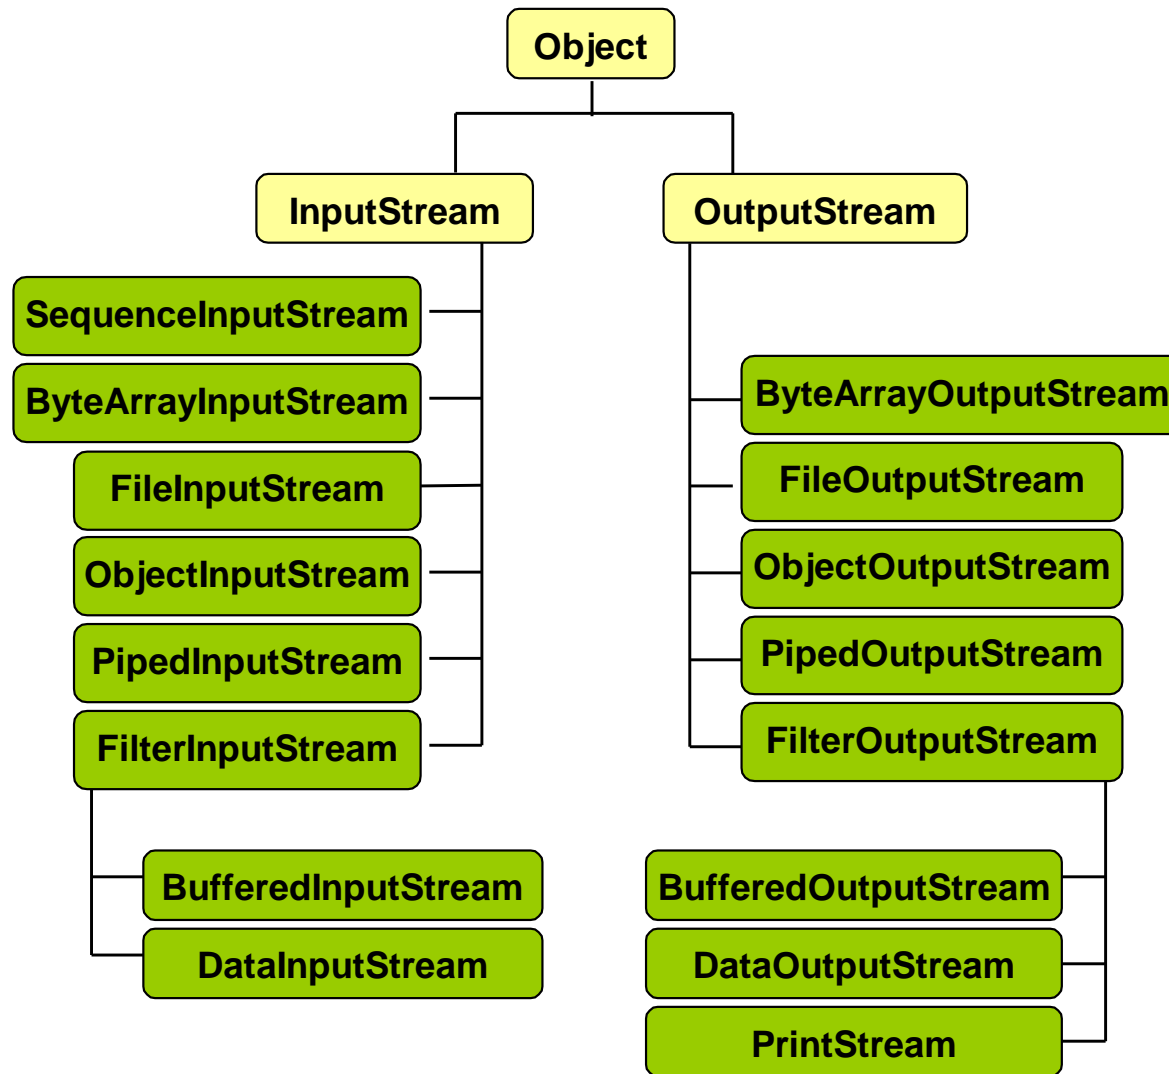 Object
InputStream
OutputStream
SequenceInputStream
ByteArrayInputStream
FileInputStream
ObjectInputStream
PipedInputStream
FilterInputStream
BufferedInputStream
DataInputStream
ByteArrayOutputStream
FileOutputStream
ObjectOutputStream
PipedOutputStream
FilterOutputStream
BufferedOutputStream
DataOutputStream
PrintStream